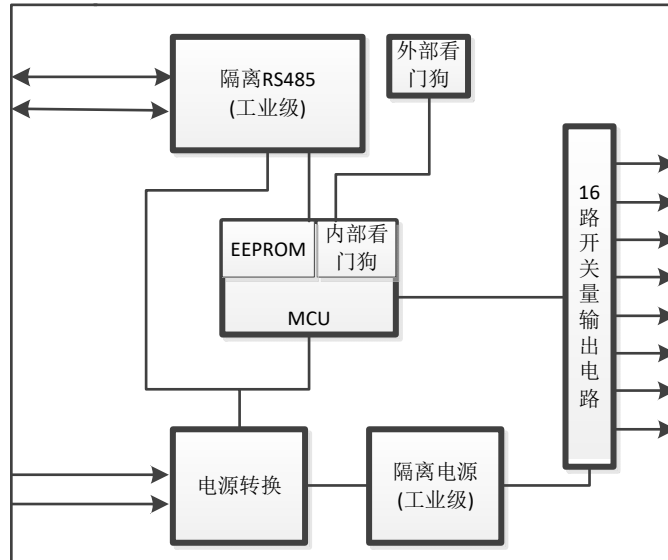 隔离RS485
(工业级)
外部看
门狗
EEPROM
内部看
门狗
MCU
16
路
开
关
量
输
出
电
路
电源转换
隔离电源
(工业级)